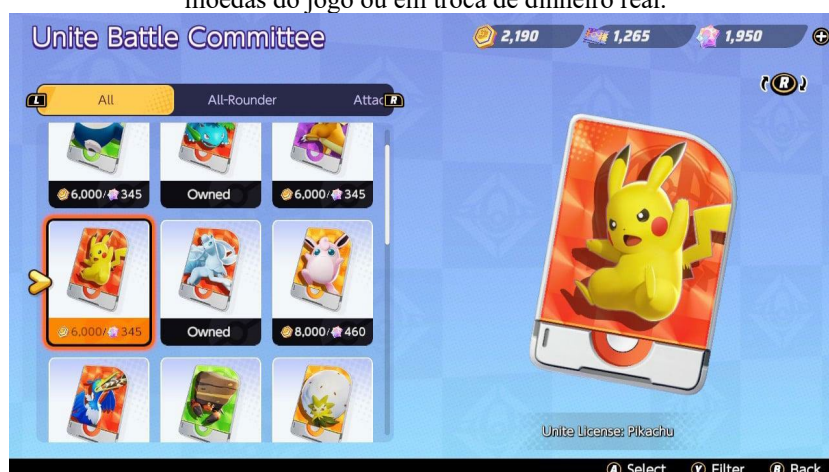 moedas do jogo ou em troca de dinheiro real.
Unite Battle Committee
2,190 1,265 1,950
R
L All All-Rounder Attac R
6,000/ 345 Owned 6,000/ 345
6,000/ 345 Owned 8,000/ 460
Unite License: Pikachu
A Select Y Filter B Back